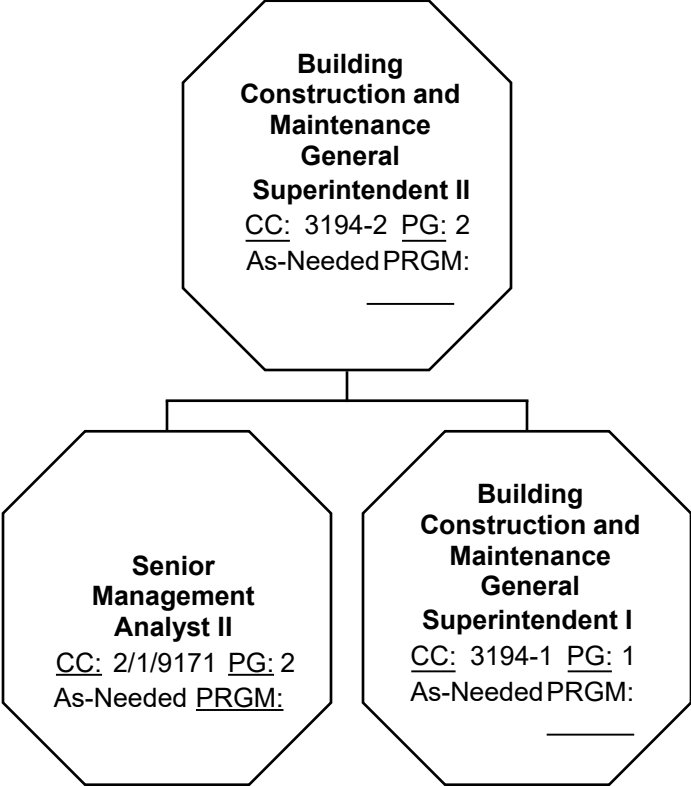 Building
Construction and
Maintenance
General
Superintendent II
CC: 3194-2 PG: 2
As-Needed PRGM:
Senior
Management
Analyst II
CC: 2/1/9171 PG: 2
As-Needed PRGM:
Building
Construction and
Maintenance
General
Superintendent I
CC: 3194-1 PG: 1
As-Needed PRGM: